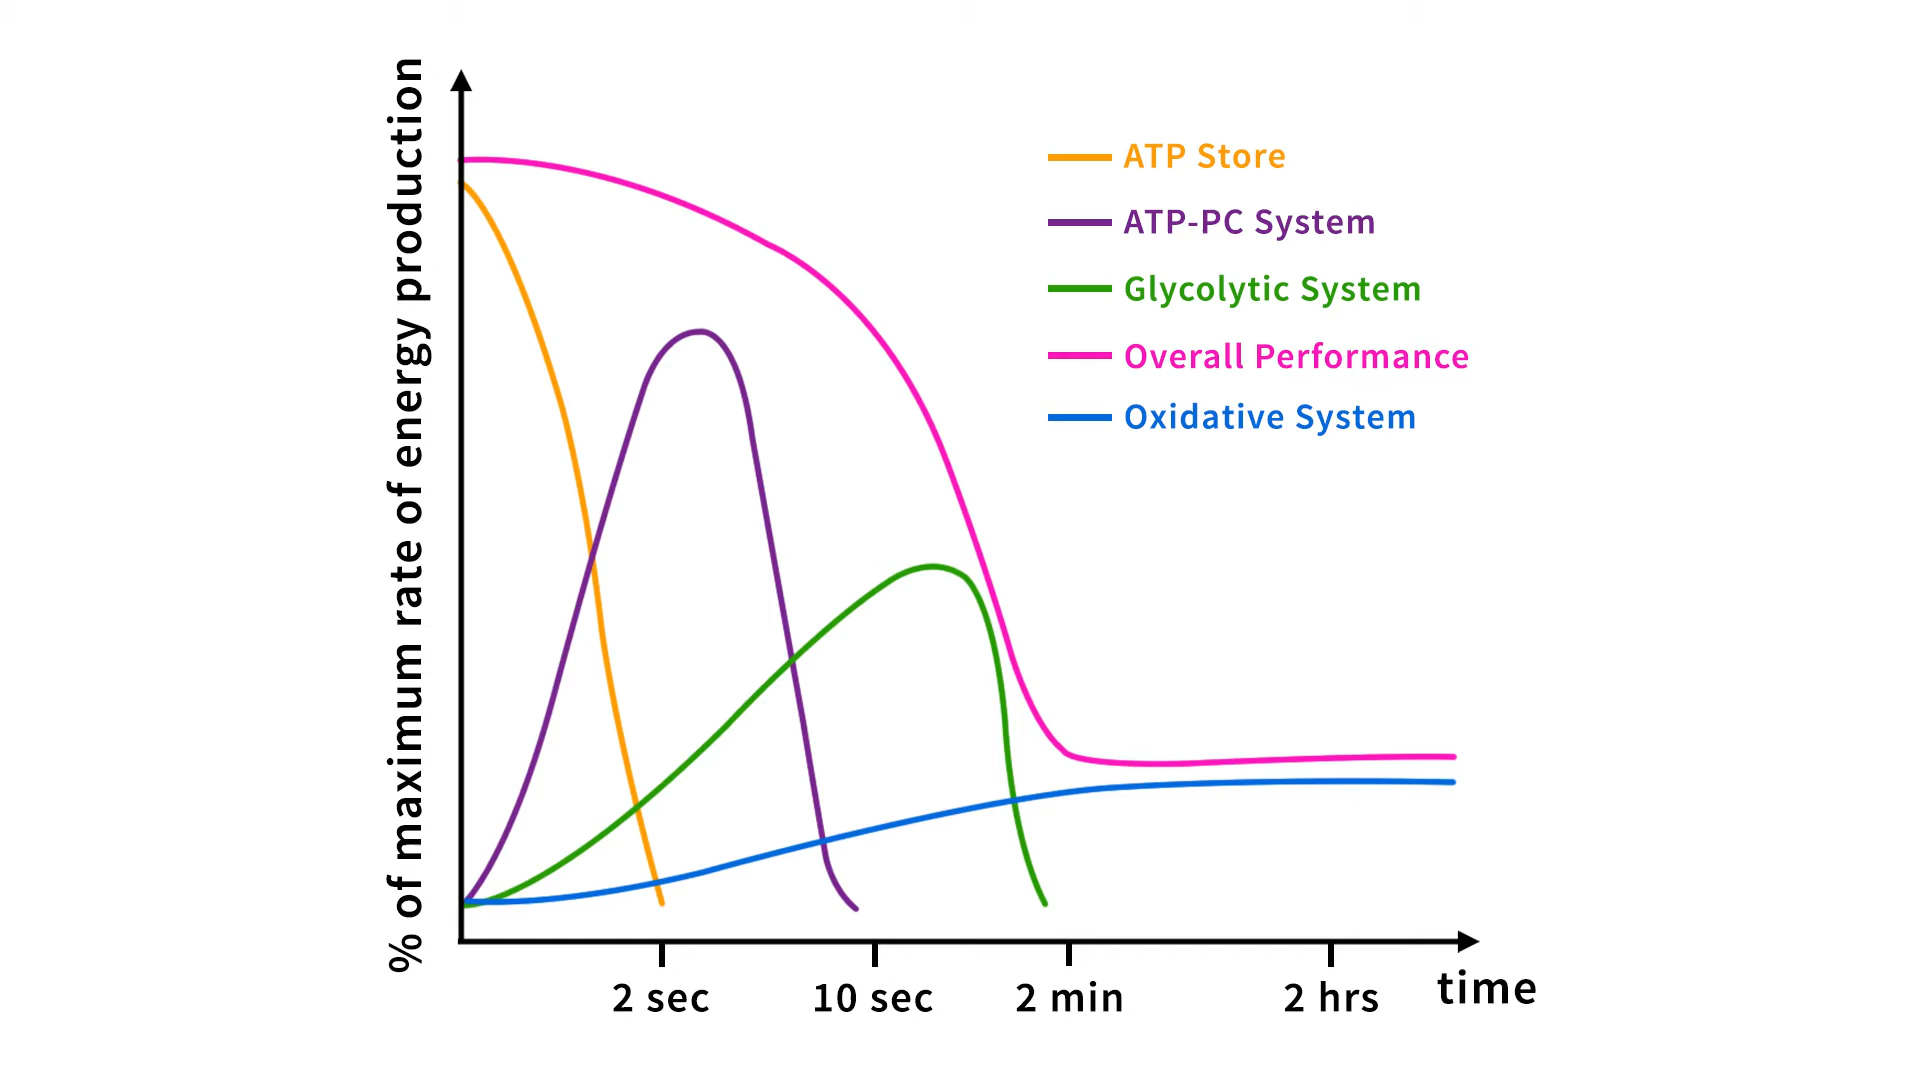 % of maximum rate of energy production
ATP Store
ATP-PC System
Glycolytic System
Overall Performance
Oxidative System
2 sec
10 sec
2 min
2 hrs
time